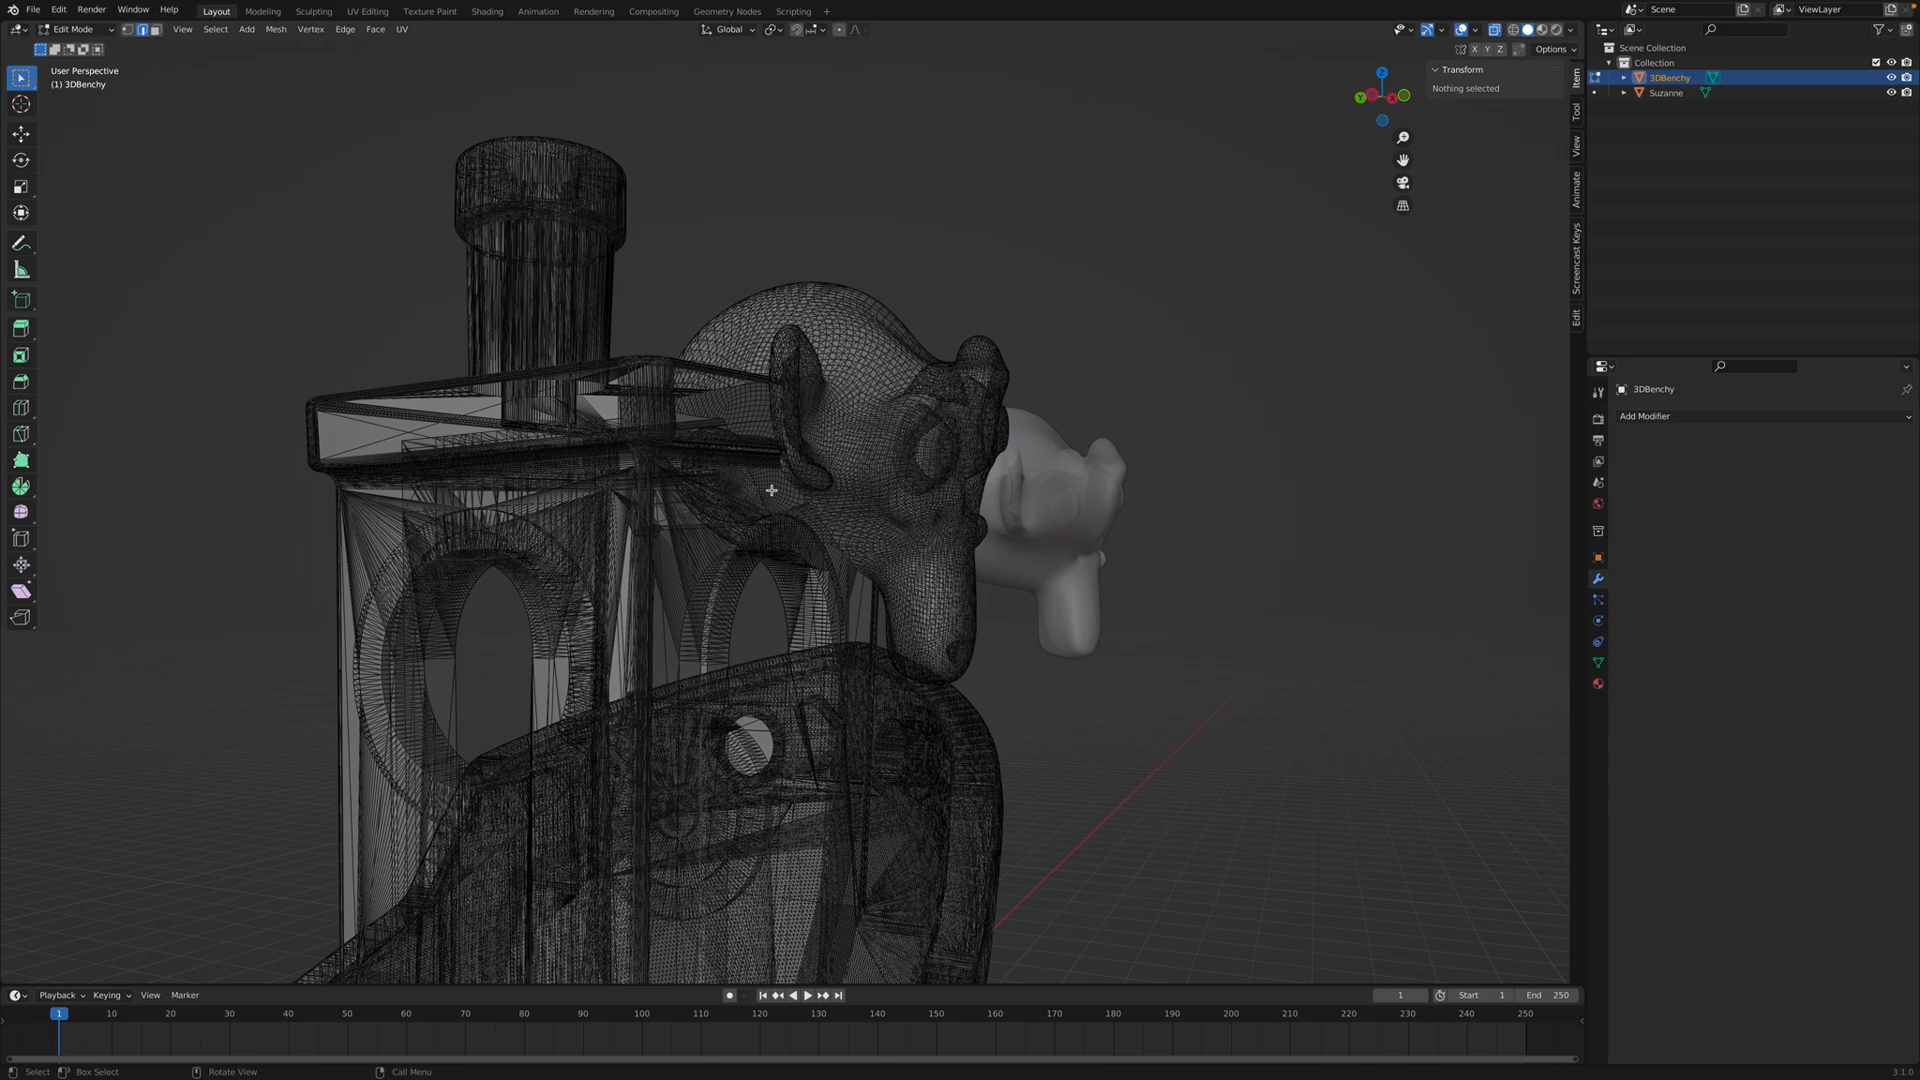 File Edit Render Window Help Layout Modeling Sculpting UV Editing Texture Paint Shading Animation Rendering Compositing Geometry Nodes Scripting + Scene ViewLayer
Edit Mode View Select Add Mesh Vertex Edge Face UV Global
X Y Z Options
Scene Collection
Collection
3DBenchy
Suzanne
User Perspective
(1) 3DBenchy
Transform
Nothing selected
Z
Y
X
Item
Tool
View
Animate
Screencast Keys
Edit
3DBenchy
Add Modifier
Playback Keying View Marker 1 Start 1 End 250
1 10 20 30 40 50 60 70 80 90 100 110 120 130 140 150 160 170 180 190 200 210 220 230 240 250
Select Box Select Rotate View Call Menu 3.1.0